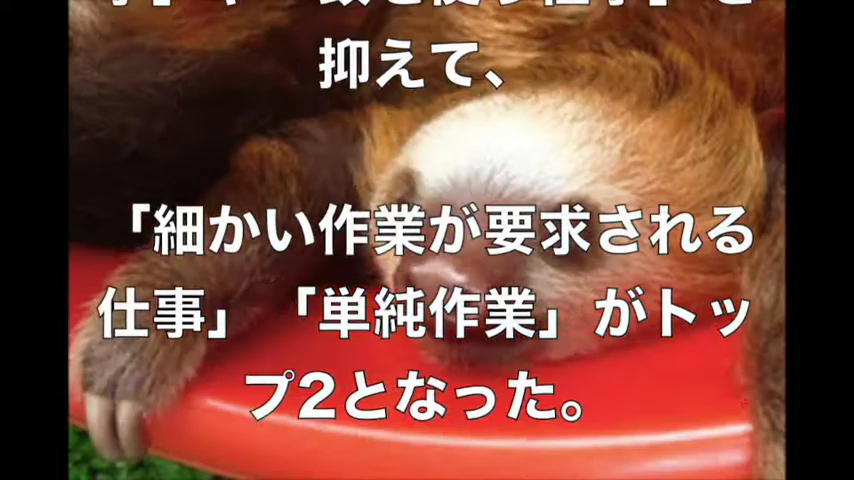 抑えて、
「細かい作業が要求される
仕事」「単純作業」がトッ
プ2となった。